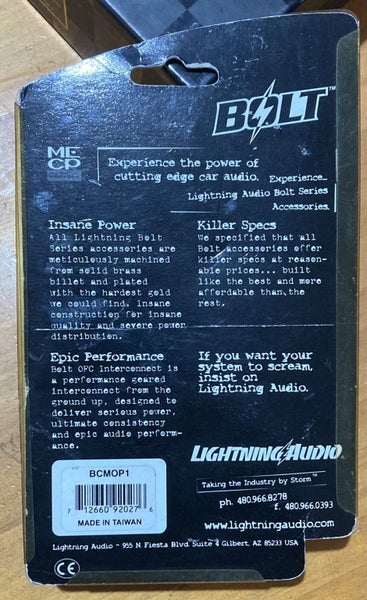 BOLT™
MECP
Experience the power of
cutting edge car audio.
Experience...
Lightning Audio Bolt Series
Accessories.
Insane Power
All Lightning Bolt
Series accessories are
meticulously machined
from solid brass
billet and plated
with the hardest gold
we could find. Insane
construction for insane
quality and severe power
distribution.
Killer Specs
We specified that all
Bolt accessories offer
killer specs at reason-
able prices... built
like the best and more
affordable than the
rest.
Epic Performance
Bolt OFC Interconnect is
a performance geared
interconnect from the
ground up, designed to
deliver serious power,
ultimate consistency
and epic audio perform-
ance.
If you want your
system to scream,
insist on
Lightning Audio.
BCMOP1
7 12660 92027 6
MADE IN TAIWAN
LIGHTNING AUDIO
Taking the Industry by Storm™
ph. 480.966.8278
f. 480.966.0393
www.lightningaudio.com
Lightning Audio - 955 N. Fiesta Blvd. Suite 4 Gilbert, AZ 85233 USA
CE